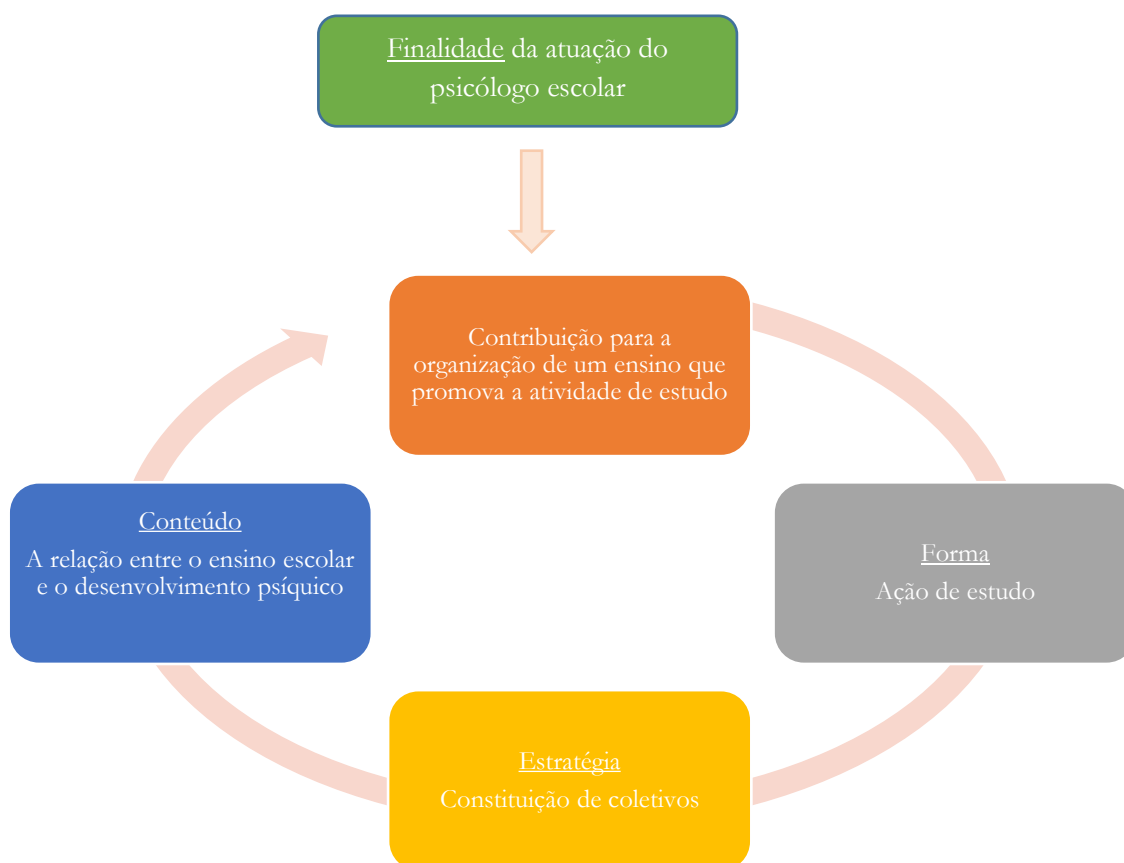 Finalidade da atuação do
psicólogo escolar
Contribuição para a
organização de um ensino que
promova a atividade de estudo
Conteúdo
A relação entre o ensino escolar
e o desenvolvimento psíquico
Forma
Ação de estudo
Estratégia
Constituição de coletivos